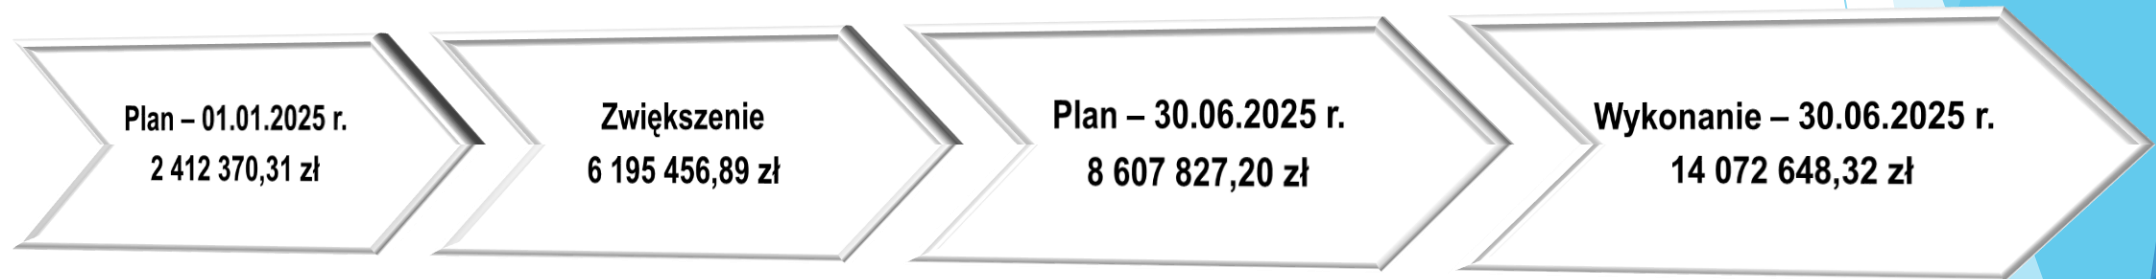 Plan – 01.01.2025 r.
2 412 370,31 zł
Zwiększenie
6 195 456,89 zł
Plan – 30.06.2025 r.
8 607 827,20 zł
Wykonanie – 30.06.2025 r.
14 072 648,32 zł